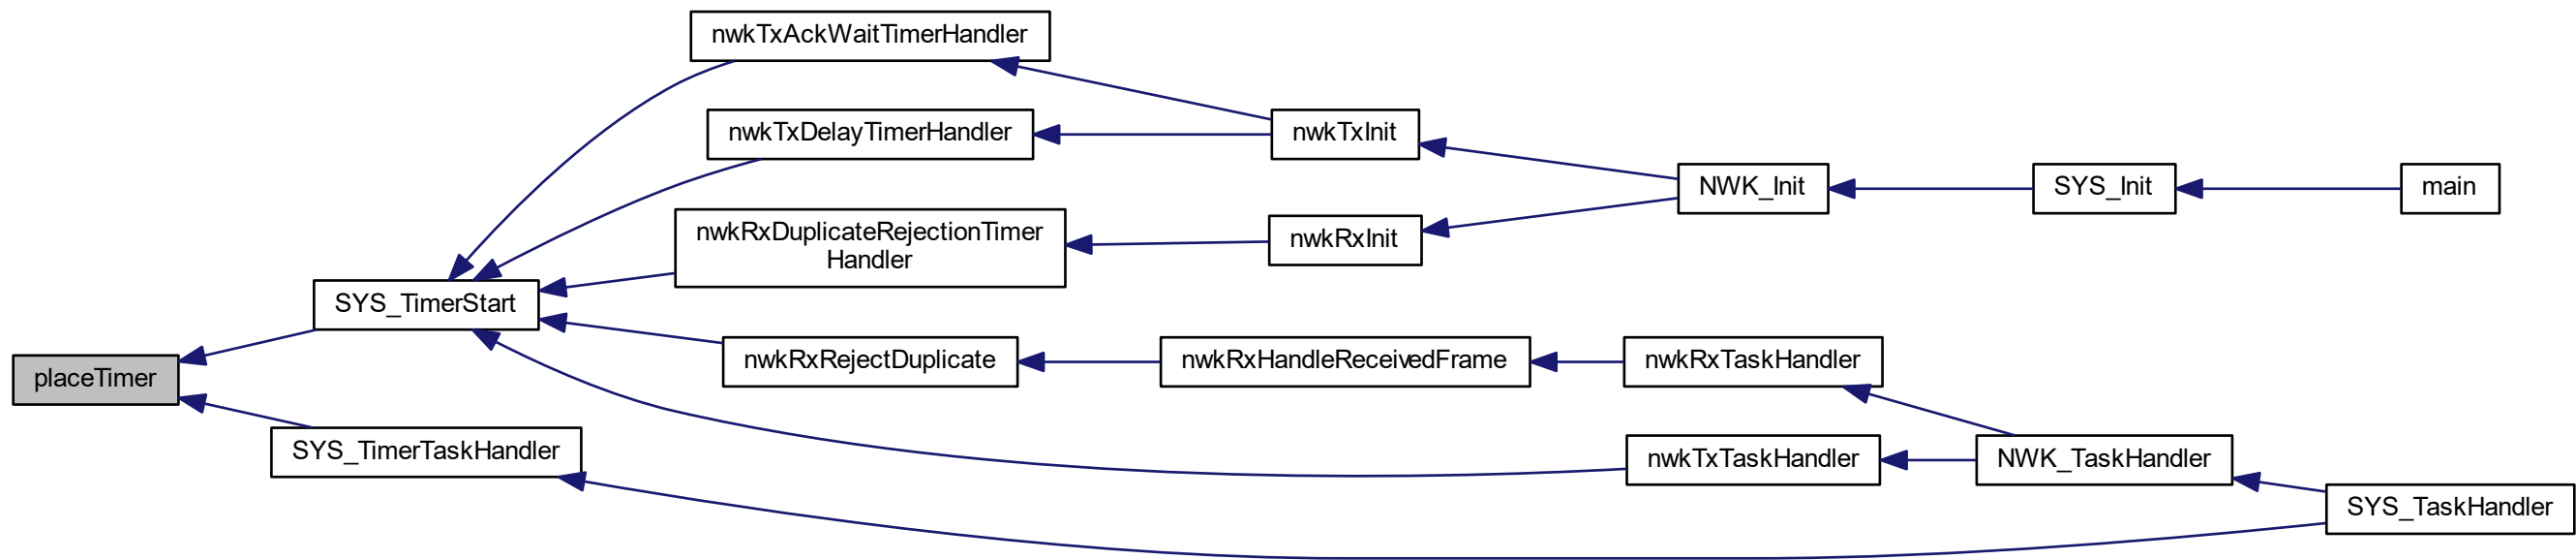 nwkTxAckWaitTimerHandler
nwkTxDelayTimerHandler
nwkTxInit
NWK_Init
SYS_Init
main
nwkRxDuplicateRejectionTimer
Handler
nwkRxInit
SYS_TimerStart
placeTimer
nwkRxRejectDuplicate
nwkRxHandleReceivedFrame
nwkRxTaskHandler
SYS_TimerTaskHandler
nwkTxTaskHandler
NWK_TaskHandler
SYS_TaskHandler